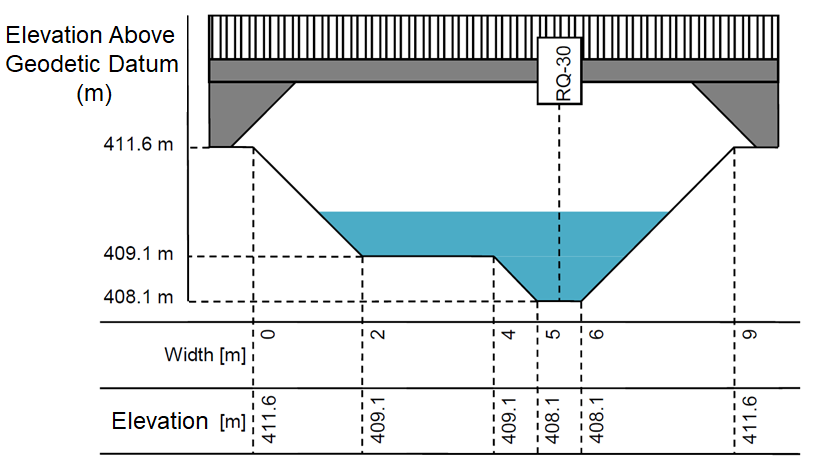 Elevation Above
Geodetic Datum
(m)
RQ-30
411.6 m
409.1 m
408.1 m
Width [m] 0 2 4 5 6 9
Elevation [m] 411.6 409.1 409.1 408.1 408.1 411.6